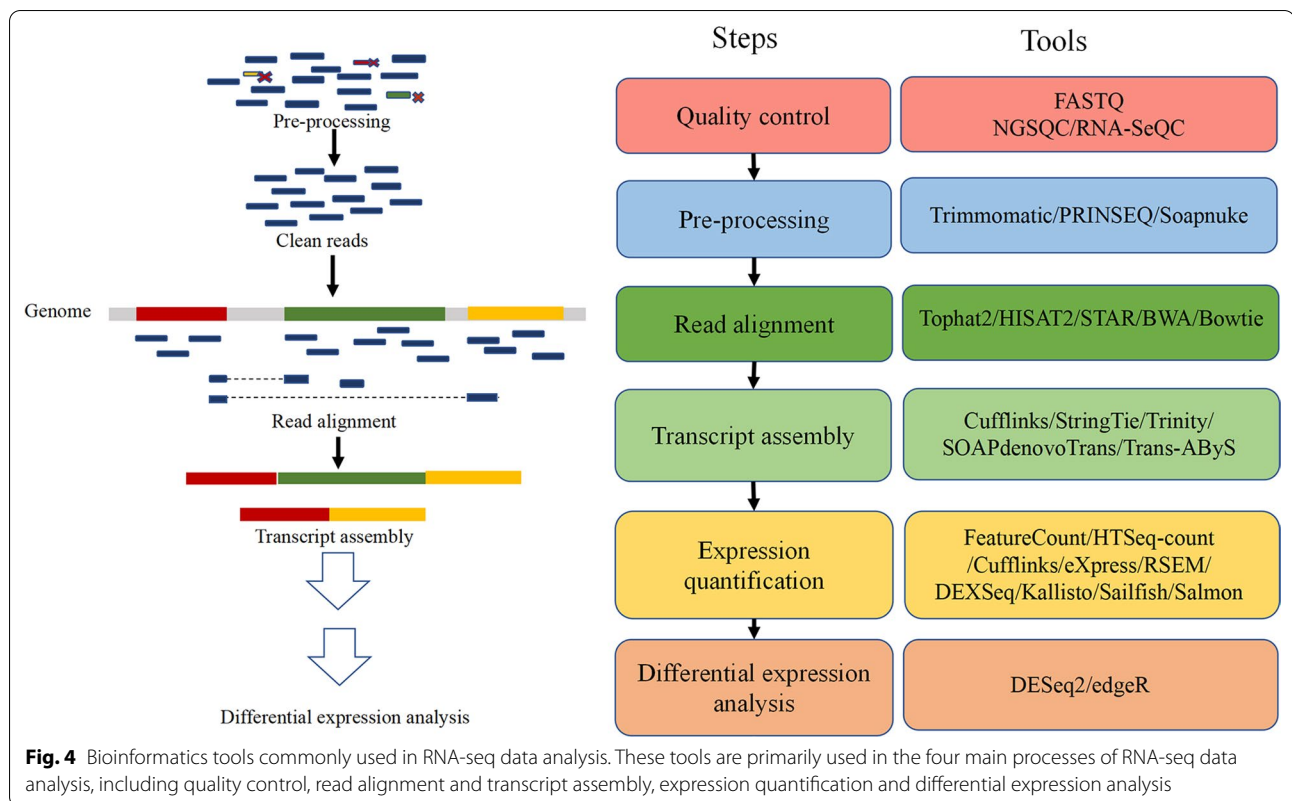 Steps
Tools
Pre-processing
Clean reads
Genome
Read alignment
Transcript assembly
Differential expression analysis
Quality control
FASTQ
NGSQC/RNA-SeQC
Pre-processing
Trimmomatic/PRINSEQ/Soapnuke
Read alignment
Tophat2/HISAT2/STAR/BWA/Bowtie
Transcript assembly
Cufflinks/StringTie/Trinity/
SOAPdenovoTrans/Trans-AByS
Expression
quantification
FeatureCount/HTSeq-count
/Cufflinks/eXpress/RSEM/
DEXSeq/Kallisto/Sailfish/Salmon
Differential expression
analysis
DESeq2/edgeR
Fig. 4 Bioinformatics tools commonly used in RNA-seq data analysis. These tools are primarily used in the four main processes of RNA-seq data
analysis, including quality control, read alignment and transcript assembly, expression quantification and differential expression analysis